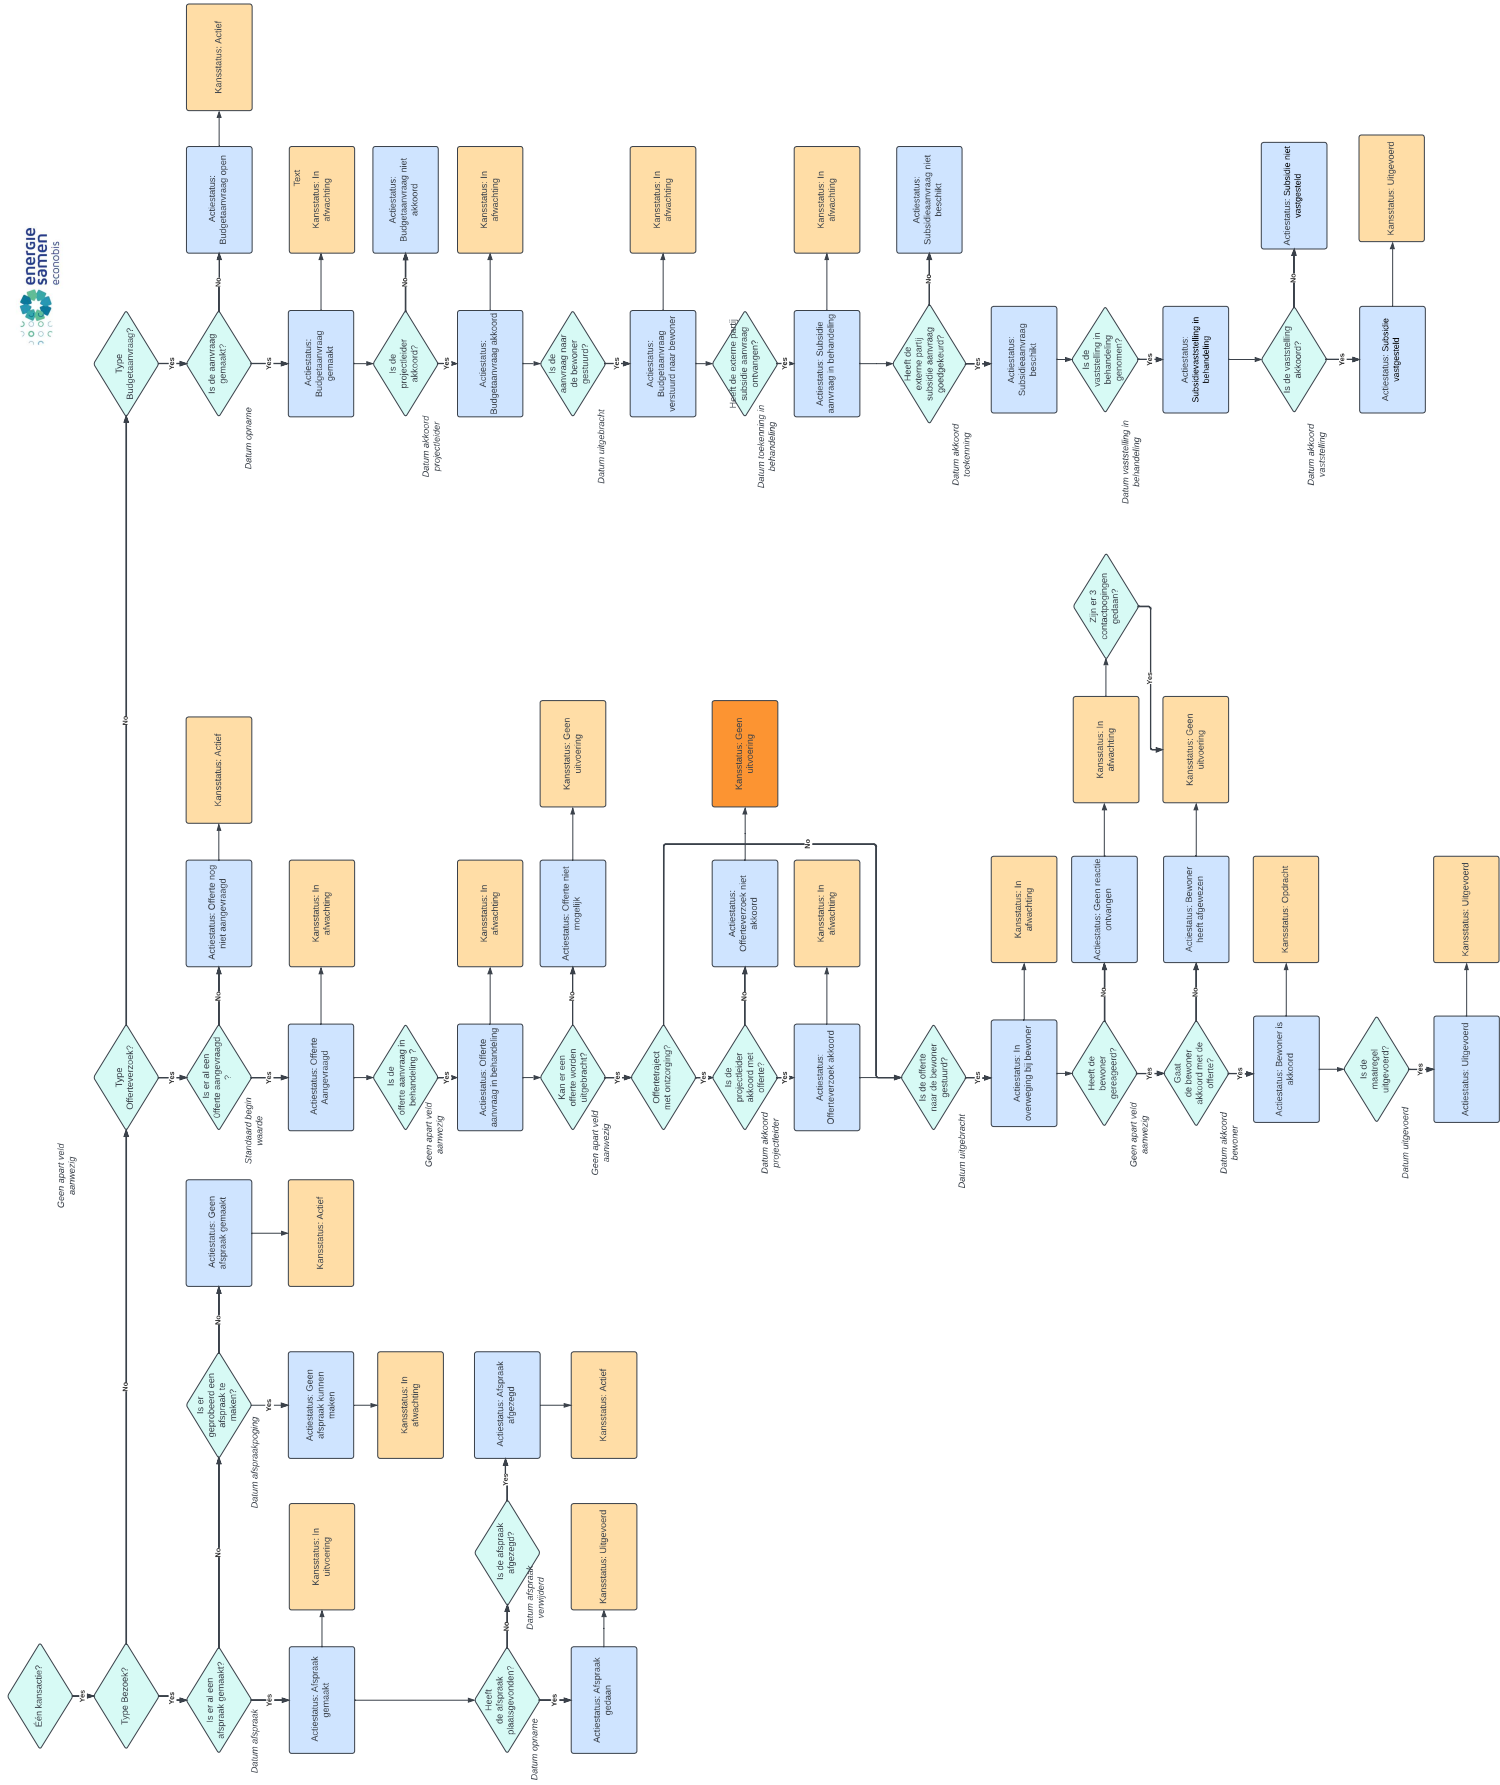 energie
samen
econobis
Eén kansactie?
Yes
Type Bezoek?
Yes
No
Is er al een
afspraak gemaakt?
Datum afspraak
Yes
No
Actiestatus: Afspraak
gemaakt
Kansstatus: In
uitvoering
Heeft
de afspraak
plaatsgevonden?
Datum opname
Yes
No
Actiestatus: Afspraak
gedaan
Kansstatus: Uitgevoerd
Is de afspraak
afgezegd?
Datum afspraak
verwijderd
Yes
Actiestatus: Afspraak
afgezegd
Kansstatus: Actief
Is er
geprobeerd een
afspraak te
maken?
Datum afspraakpoging
Yes
No
Actiestatus: Geen
afspraak kunnen
maken
Kansstatus: In
afwachting
Actiestatus: Geen
afspraak gemaakt
Kansstatus: Actief
Geen apart veld
aanwezig
Type
Offerteverzoek?
Yes
No
Is er al een
Offerte aangevraagd
?
Standaard begin
waarde
Yes
No
Actiestatus: Offerte nog
niet aangevraagd
Kansstatus: Actief
Actiestatus: Offerte
Aangevraagd
Kansstatus: In
afwachting
Is de
offerte aanvraag in
behandeling ?
Geen apart veld
aanwezig
Yes
Actiestatus: Offerte
aanvraag in behandeling
Kansstatus: In
afwachting
Kan er een
offerte worden
uitgebracht?
Geen apart veld
aanwezig
Yes
No
Actiestatus: Offerte niet
mogelijk
Kansstatus: Geen
uitvoering
Offertetraject
met ontzorging?
Yes
No
Is de
projectleider
akkoord met
offerte?
Datum akkoord
projectleider
Yes
No
Actiestatus:
Offerteverzoek niet
akkoord
Kansstatus: Geen
uitvoering
Actiestatus:
Offerteverzoek akkoord
Kansstatus: In
afwachting
Is de offerte
naar de bewoner
gestuurd?
Datum uitgebracht
Yes
Actiestatus: In
overweging bij bewoner
Kansstatus: In
afwachting
Heeft de
bewoner
gereageerd?
Geen apart veld
aanwezig
Yes
No
Actiestatus: Geen reactie
ontvangen
Kansstatus: In
afwachting
Zijn er 3
contactpogingen
gedaan?
Yes
Gaat
de bewoner
akkoord met de
offerte?
Datum akkoord
bewoner
Yes
No
Actiestatus: Bewoner
heeft afgewezen
Kansstatus: Geen
uitvoering
Actiestatus: Bewoner is
akkoord
Kansstatus: Opdracht
Is de
maatregel
uitgevoerd?
Datum uitgevoerd
Yes
Actiestatus: Uitgevoerd
Kansstatus: Uitgevoerd
Type
Budgetaanvraag?
Yes
Is de aanvraag
gemaakt?
Datum opname
Yes
No
Actiestatus:
Budgetaanvraag open
Kansstatus: Actief
Actiestatus:
Budgetaanvraag
gemaakt
Text
Kansstatus: In
afwachting
Is de
projectleider
akkoord?
Datum akkoord
projectleider
Yes
No
Actiestatus:
Budgetaanvraag niet
akkoord
Actiestatus:
Budgetaanvraag akkoord
Kansstatus: In
afwachting
Is de
aanvraag naar
de bewoner
gestuurd?
Datum uitgebracht
Yes
Actiestatus:
Budgetaanvraag
verstuurd naar bewoner
Kansstatus: In
afwachting
Heeft de externe partij
subsidie aanvraag
ontvangen?
Datum toekenning in
behandeling
Yes
Actiestatus: Subsidie
aanvraag in behandeling
Kansstatus: In
afwachting
Heeft de
externe partij
subsidie aanvraag
goedgekeurd?
Datum akkoord
toekenning
Yes
No
Actiestatus:
Subsidieaanvraag niet
beschikt
Actiestatus:
Subsidieaanvraag
beschikt
Is de
vaststelling in
behandeling
genomen?
Datum vaststelling in
behandeling
Yes
Actiestatus:
Subsidievaststelling in
behandeling
Is de vaststelling
akkoord?
Datum akkoord
vaststelling
Yes
No
Actiestatus: Subsidie niet
vastgesteld
Actiestatus: Subsidie
vastgesteld
Kansstatus: Uitgevoerd